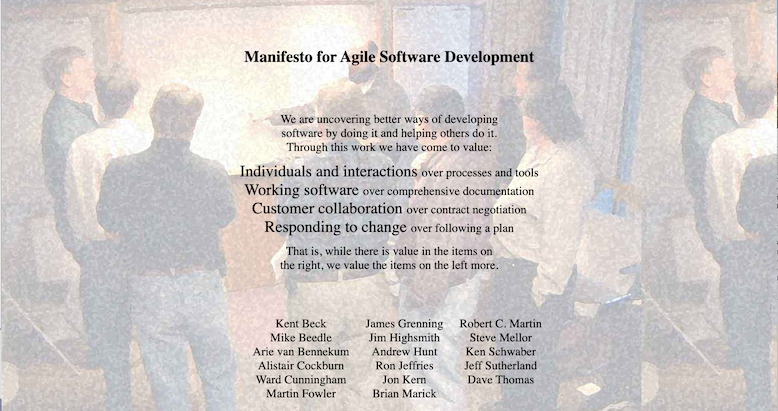 Manifesto for Agile Software Development
We are uncovering better ways of developing
software by doing it and helping others do it.
Through this work we have come to value:
Individuals and interactions over processes and tools
Working software over comprehensive documentation
Customer collaboration over contract negotiation
Responding to change over following a plan
That is, while there is value in the items on
the right, we value the items on the left more.
Kent Beck
Mike Beedle
Arie van Bennekum
Alistair Cockburn
Ward Cunningham
Martin Fowler
James Grenning
Jim Highsmith
Andrew Hunt
Ron Jeffries
Jon Kern
Brian Marick
Robert C. Martin
Steve Mellor
Ken Schwaber
Jeff Sutherland
Dave Thomas